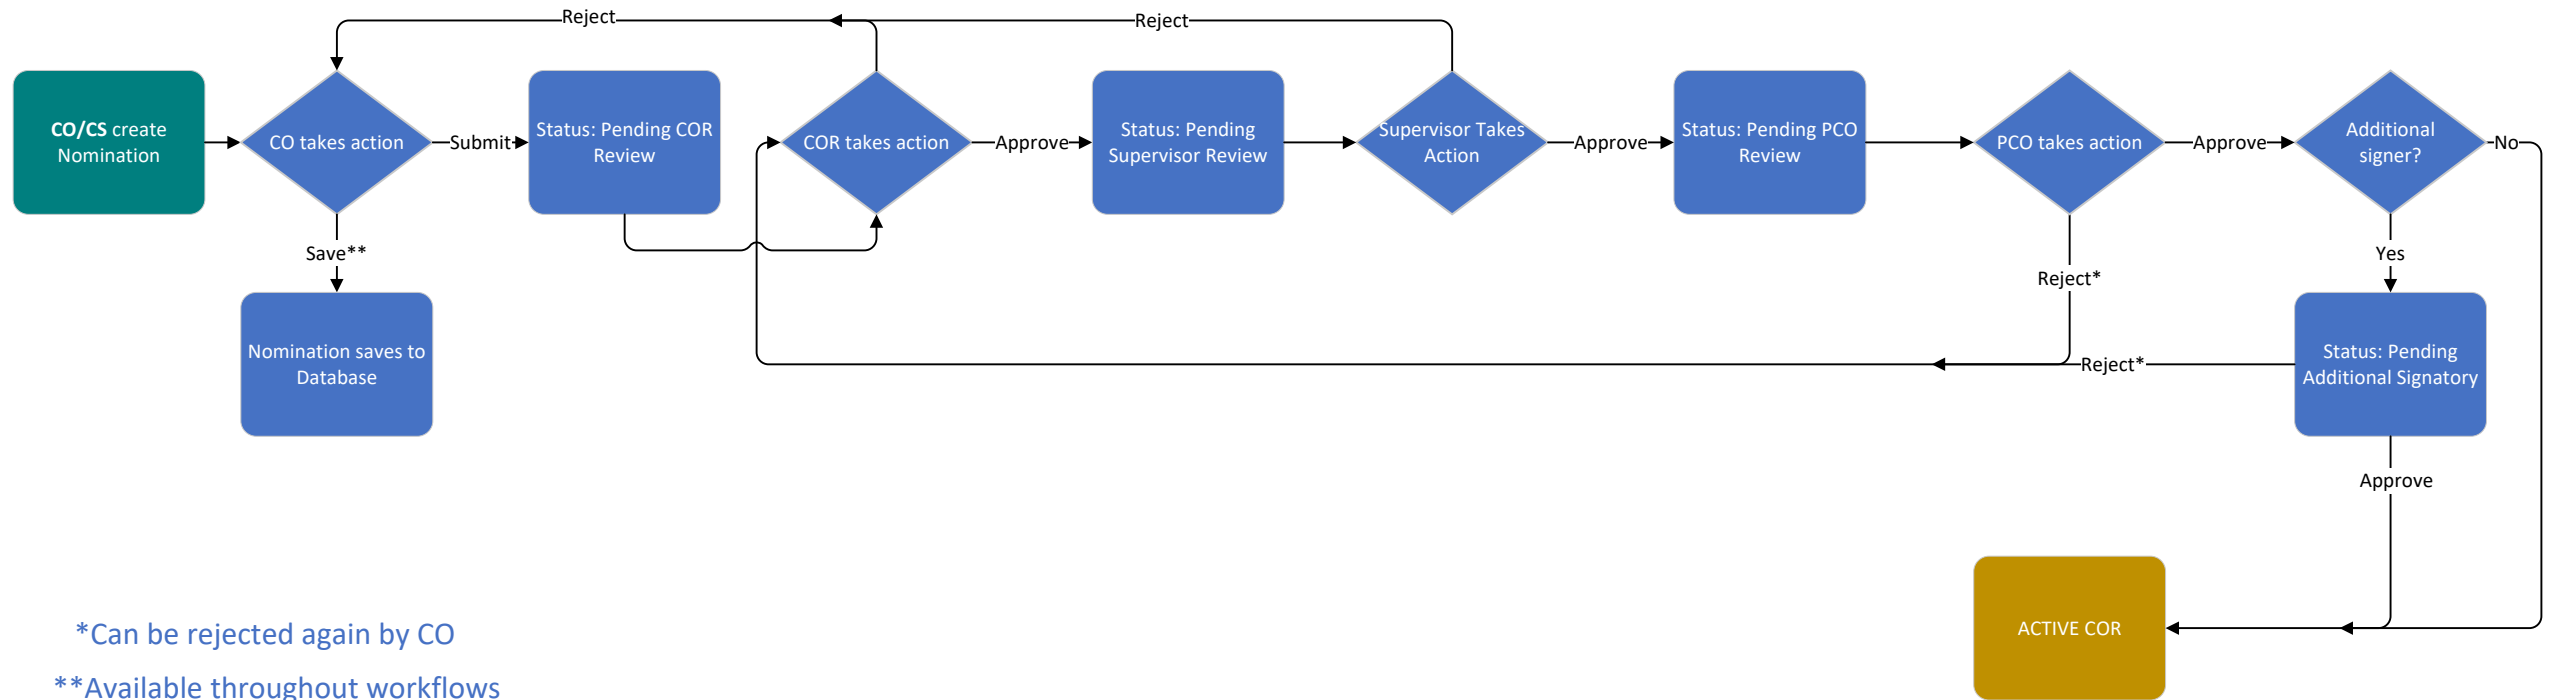 Reject
Reject
CO/CS create
Nomination
CO takes action
Submit
Status: Pending COR
Review
COR takes action
Approve
Status: Pending
Supervisor Review
Supervisor Takes
Action
Approve
Status: Pending PCO
Review
PCO takes action
Approve
Additional
signer?
No
Save**
Yes
Reject*
Nomination saves to
Database
Reject*
Status: Pending
Additional Signatory
Approve
ACTIVE COR
*Can be rejected again by CO
**Available throughout workflows